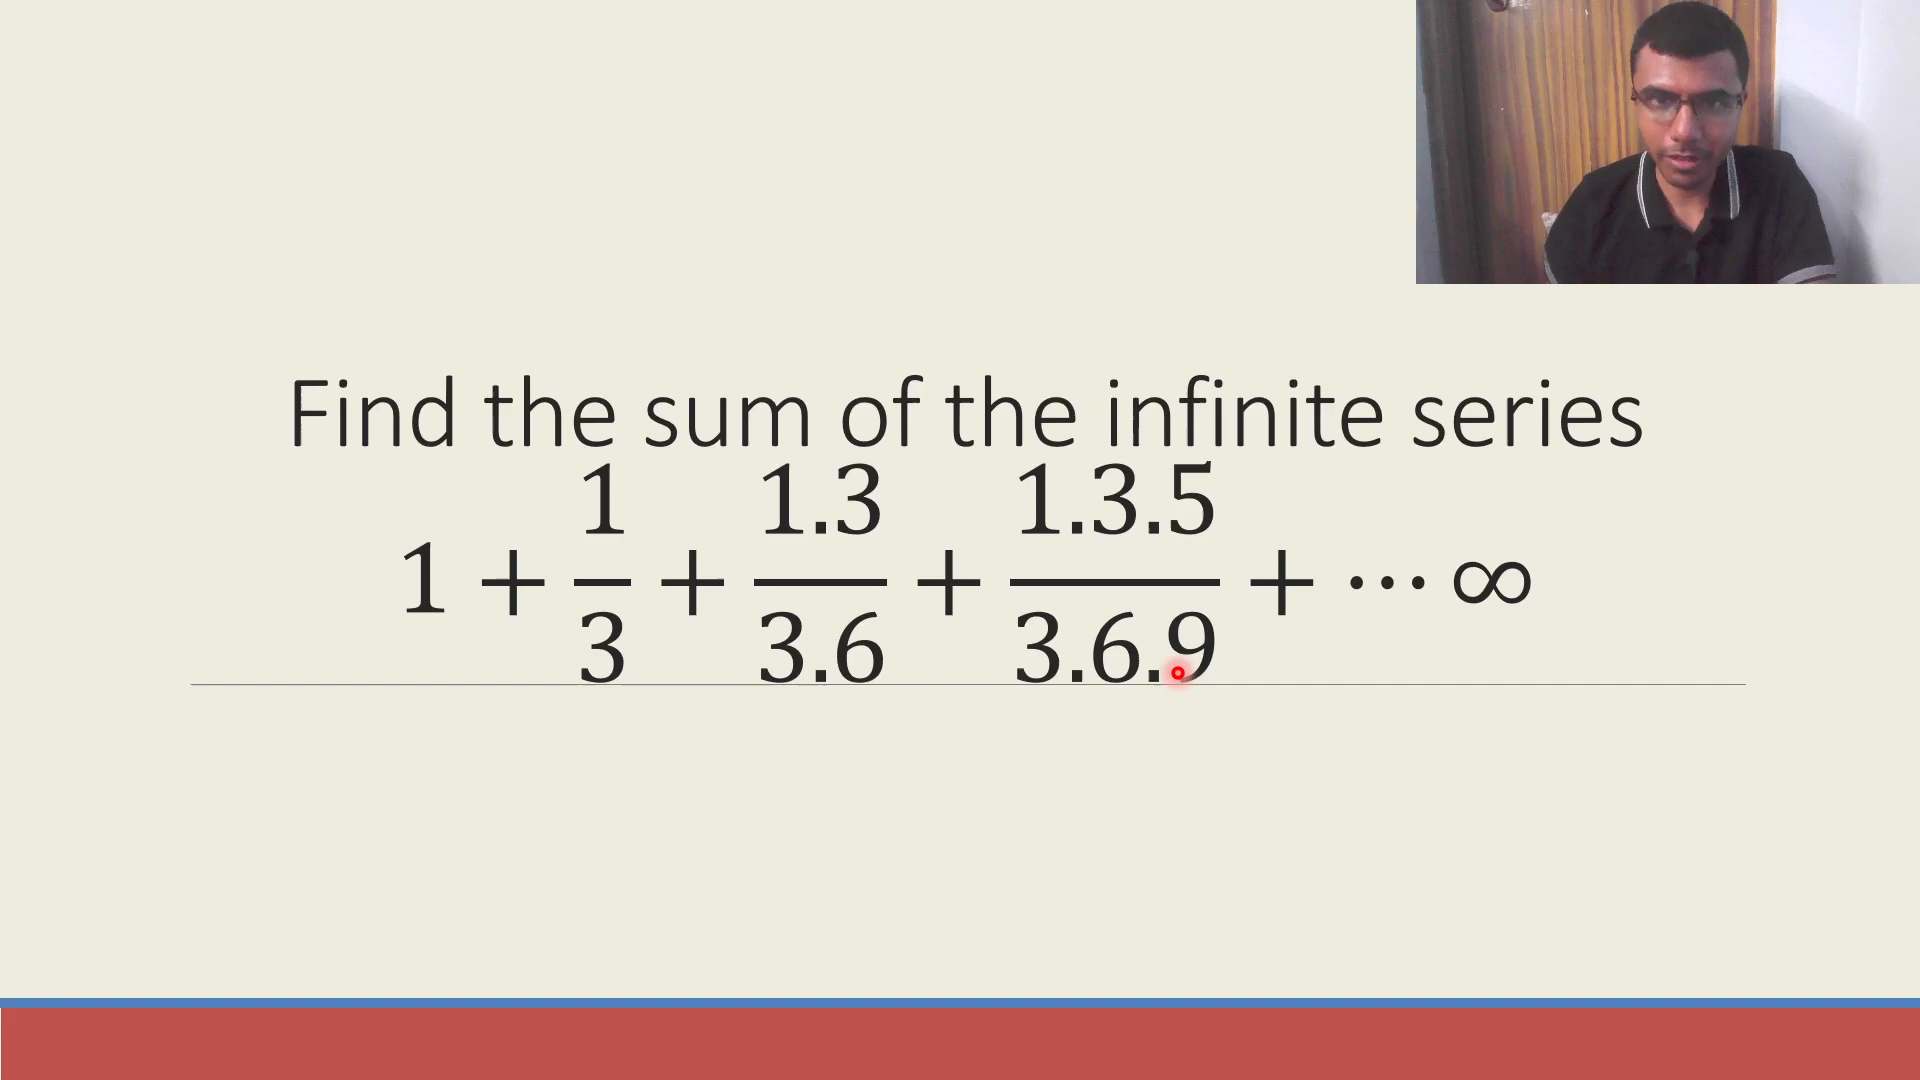 Find the sum of the infinite series
1 + 1/3 + 1.3/3.6 + 1.3.5/3.6.9 + ⋯ ∞